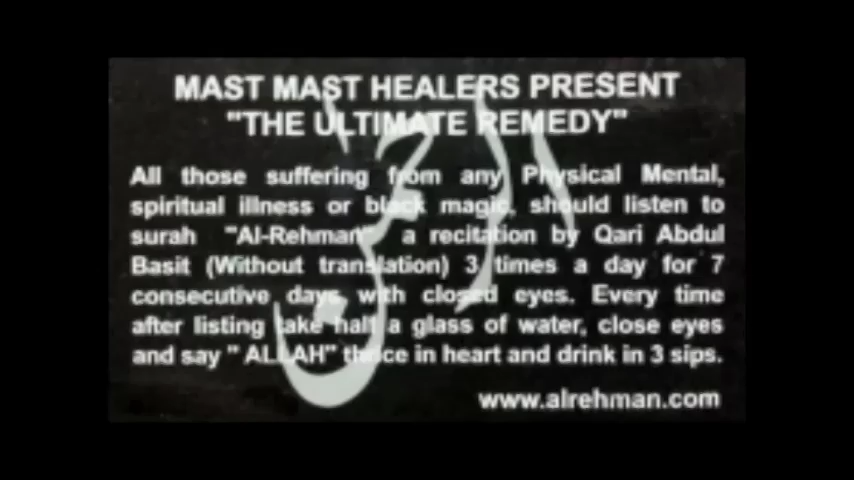 MAST MAST HEALERS PRESENT
"THE ULTIMATE REMEDY"
All those suffering from any Physical Mental,
spiritual illness or black magic, should listen to
surah "Al-Rehman" a recitation by Qari Abdul
Basit (Without translation) 3 times a day for 7
consecutive days with closed eyes. Every time
after listing take half a glass of water, close eyes
and say " ALLAH" thrice in heart and drink in 3 sips.
www.alrehman.com
الرحمن